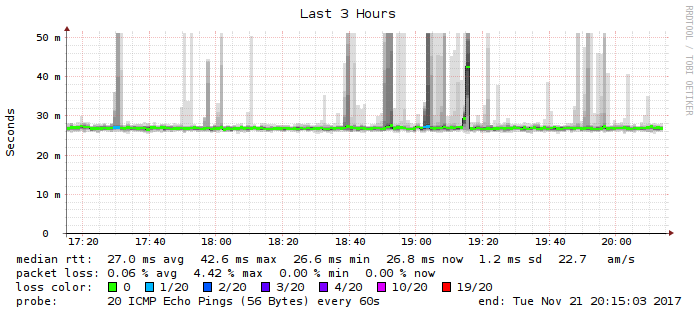 Last 3 Hours
RRDTOOL / TOBI OETIKER
Seconds
50 m
40 m
30 m
20 m
10 m
0
17:20 17:40 18:00 18:20 18:40 19:00 19:20 19:40 20:00
median rtt: 27.0 ms avg 42.6 ms max 26.6 ms min 26.8 ms now 1.2 ms sd 22.7 am/s
packet loss: 0.06 % avg 4.42 % max 0.00 % min 0.00 % now
loss color: 0 1/20 2/20 3/20 4/20 10/20 19/20
probe: 20 ICMP Echo Pings (56 Bytes) every 60s end: Tue Nov 21 20:15:03 2017